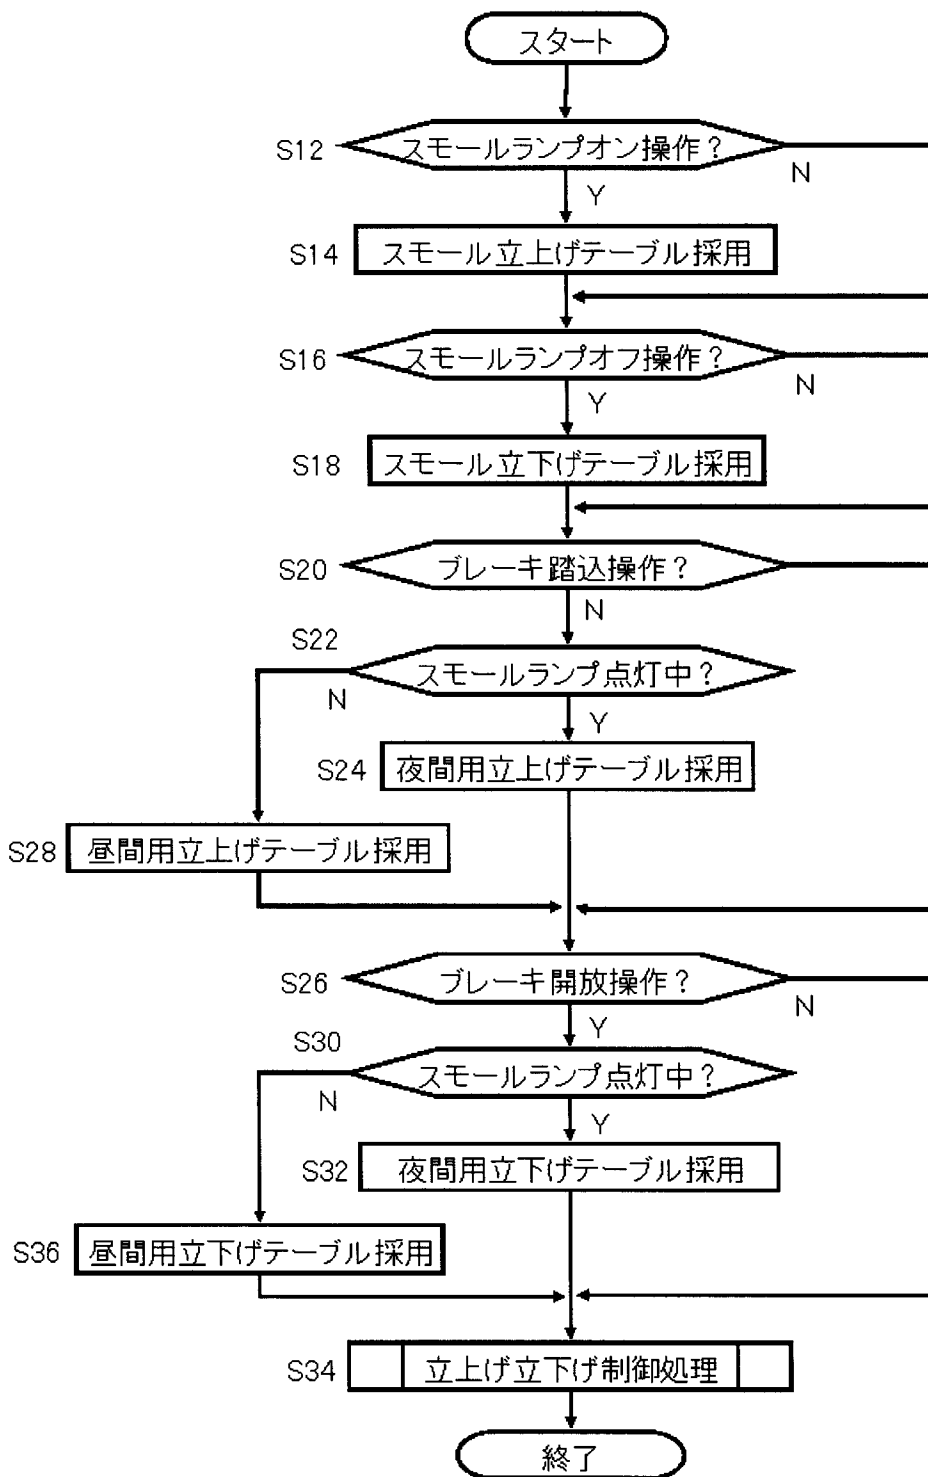 スタート
S12
スモールランプオン操作？
N
Y
S14
スモール立上げテーブル採用
S16
スモールランプオフ操作？
N
Y
S18
スモール立下げテーブル採用
S20
ブレーキ踏込操作？
N
S22
スモールランプ点灯中？
N
Y
S24
夜間用立上げテーブル採用
S28
昼間用立上げテーブル採用
S26
ブレーキ開放操作？
N
Y
S30
スモールランプ点灯中？
N
Y
S32
夜間用立下げテーブル採用
S36
昼間用立下げテーブル採用
S34
立上げ立下げ制御処理
終了